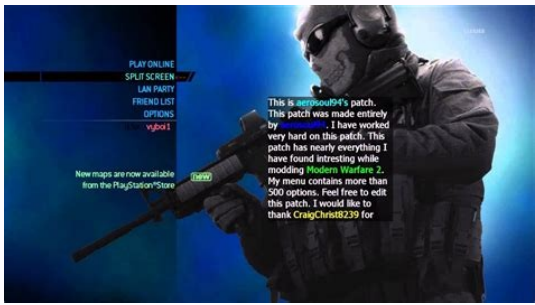 PLAY ONLINE
SPLIT SCREEN
LAN PARTY
FRIEND LIST
OPTIONS
vyboi1
New maps are now available
from the PlayStation®Store
new
This is aerosoul94's patch.
This patch was made entirely
by aerosoul94. I have worked
very hard on this patch. This
patch has nearly everything I
have found intresting while
modding Modern Warfare 2.
My menu contains more than
500 options. Feel free to edit
this patch. I would like to
thank CraigChrist8239 for